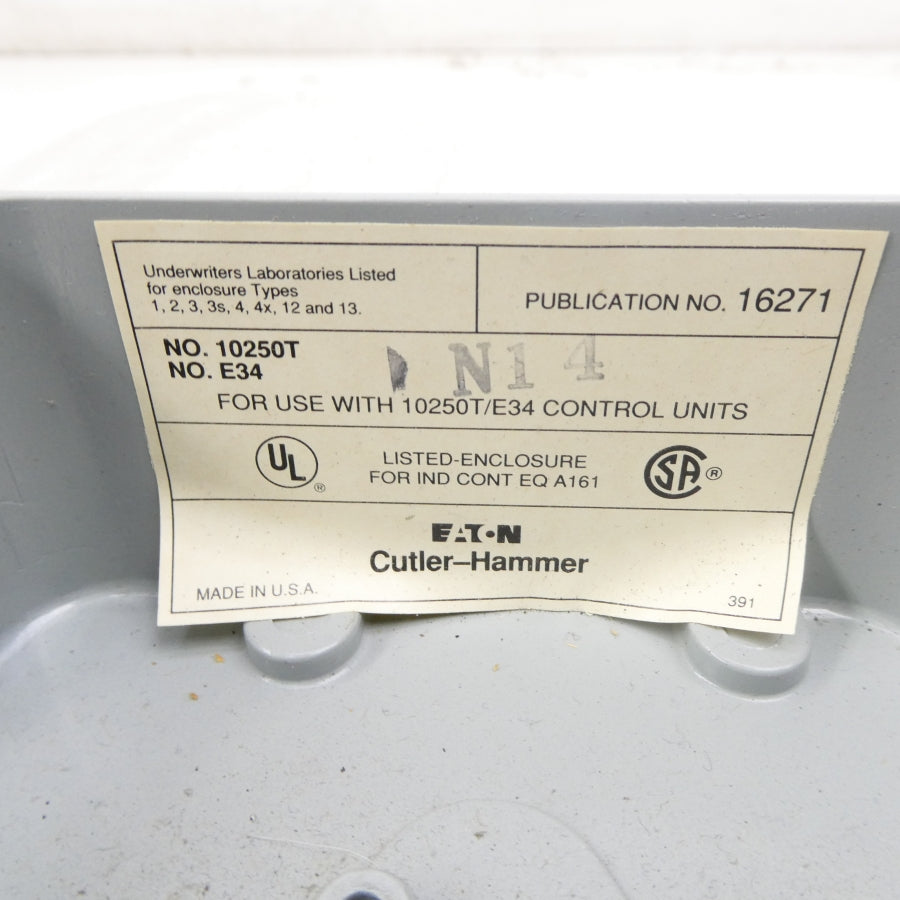 Underwriters Laboratories Listed
for enclosure Types
1, 2, 3, 3s, 4, 4x, 12 and 13.
PUBLICATION NO. 16271
NO. 10250T
NO. E34
N14
FOR USE WITH 10250T/E34 CONTROL UNITS
UL ®
LISTED-ENCLOSURE
FOR IND CONT EQ A161
SA ®
EATON
Cutler–Hammer
MADE IN U.S.A.
391